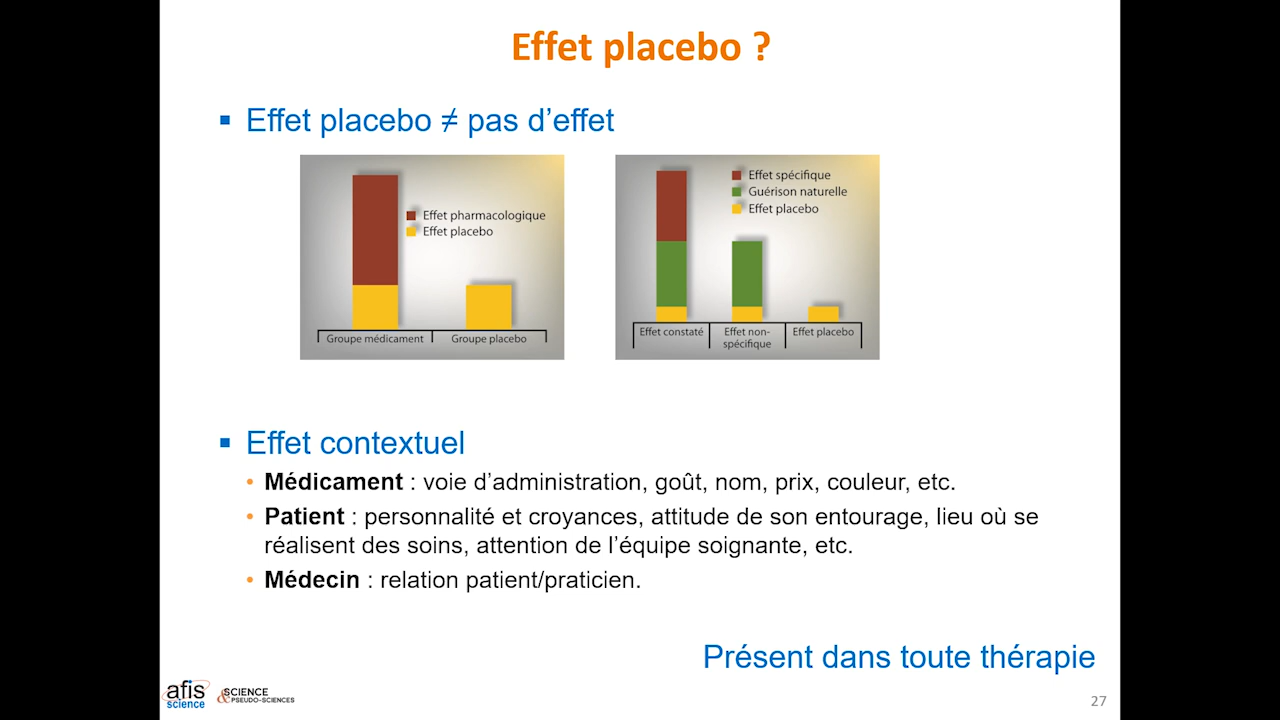 Effet placebo ?
Effet placebo ≠ pas d’effet
Effet pharmacologique
Effet placebo
Groupe médicament
Groupe placebo
Effet spécifique
Guérison naturelle
Effet placebo
Effet constaté
Effet non-
spécifique
Effet placebo
Effet contextuel
Médicament : voie d’administration, goût, nom, prix, couleur, etc.
Patient : personnalité et croyances, attitude de son entourage, lieu où se
réalisent des soins, attention de l’équipe soignante, etc.
Médecin : relation patient/praticien.
Présent dans toute thérapie
afis
science
SCIENCE
& PSEUDO-SCIENCES
27